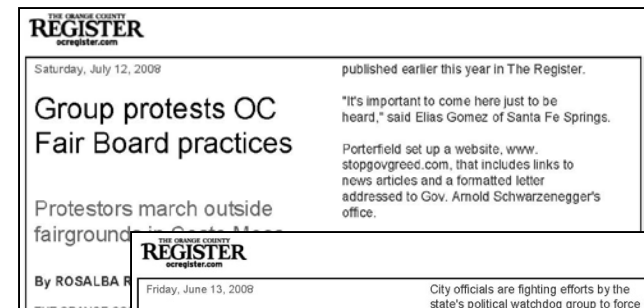 THE ORANGE COUNTY
REGISTER
ocregister.com
Saturday, July 12, 2008
Group protests OC
Fair Board practices
Protestors march outside
fairgrounds
By ROSALBA R
published earlier this year in The Register.
"It's important to come here just to be
heard," said Elias Gomez of Santa Fe Springs.
Porterfield set up a website, www.
stopgovgreed.com, that includes links to
news articles and a formatted letter
addressed to Gov. Arnold Schwarzenegger's
office.
THE ORANGE COUNTY
REGISTER
ocregister.com
Friday, June 13, 2008
City officials are fighting efforts by the
state's political watchdog group to force